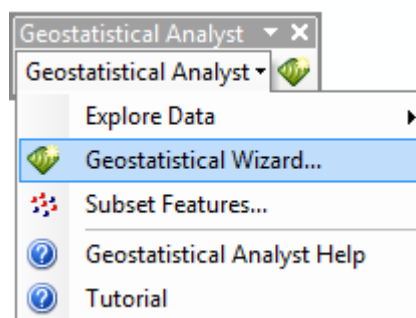 Geostatistical Analyst
Geostatistical Analyst
Explore Data
Geostatistical Wizard...
Subset Features...
Geostatistical Analyst Help
Tutorial